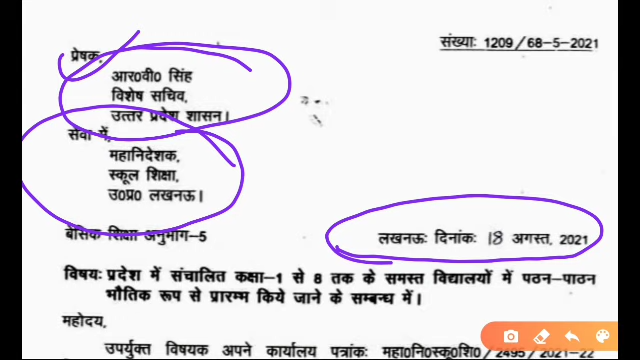 संख्याः 1209/68-5-2021
प्रेषक,
आर0वी0 सिंह
विशेष सचिव,
उत्तर प्रदेश शासन।
सेवा में,
महानिदेशक,
स्कूल शिक्षा,
उ0प्र0 लखनऊ।
बेसिक शिक्षा अनुभाग-5
लखनऊः दिनांकः 18 अगस्त, 2021
विषयः प्रदेश में संचालित कक्षा-1 से 8 तक के समस्त विद्यालयों में पठन-पाठन
भौतिक रूप से प्रारम्भ किये जाने के सम्बन्ध में।
महोदय,
उपर्युक्त विषयक अपने कार्यालय पत्रांकः महा0नि0स्कू0शि0/2495/2021-22